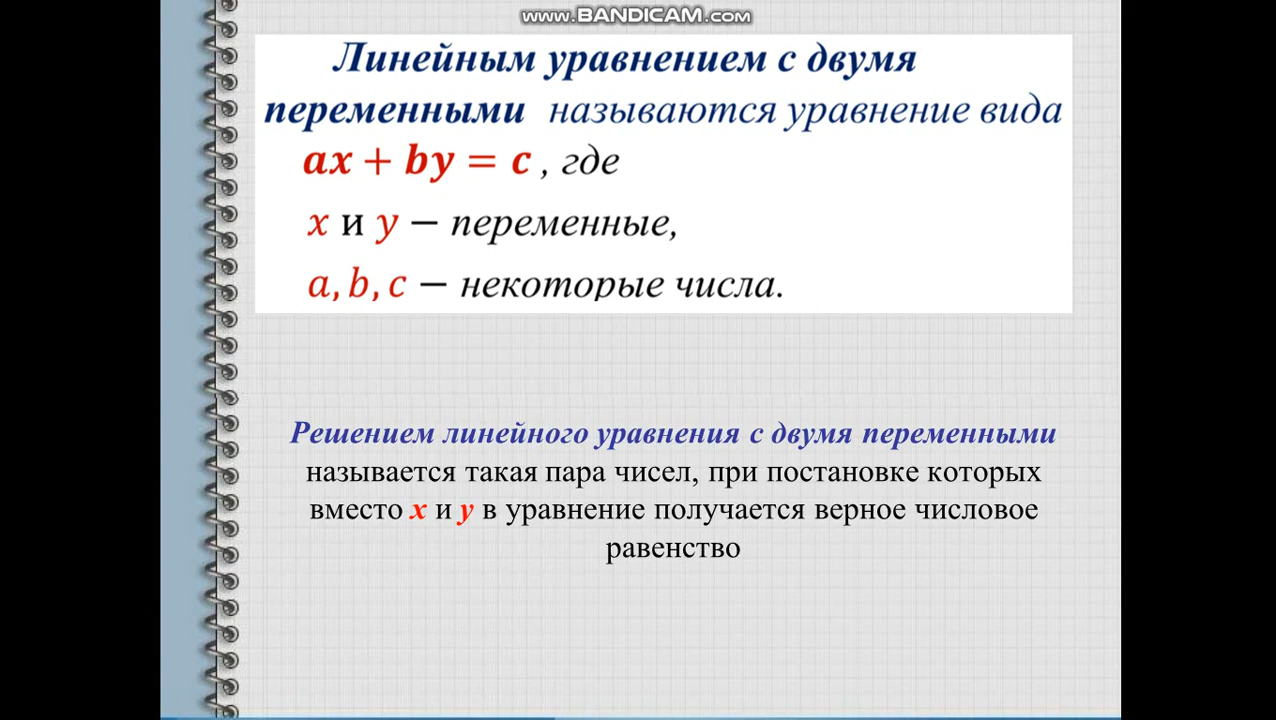 www.BANDICAM.com
Линейным уравнением с двумя
переменными называются уравнение вида
ax + by = c , где
x и y − переменные,
a, b, c − некоторые числа.
Решением линейного уравнения с двумя переменными
называется такая пара чисел, при постановке которых
вместо x и y в уравнение получается верное числовое
равенство